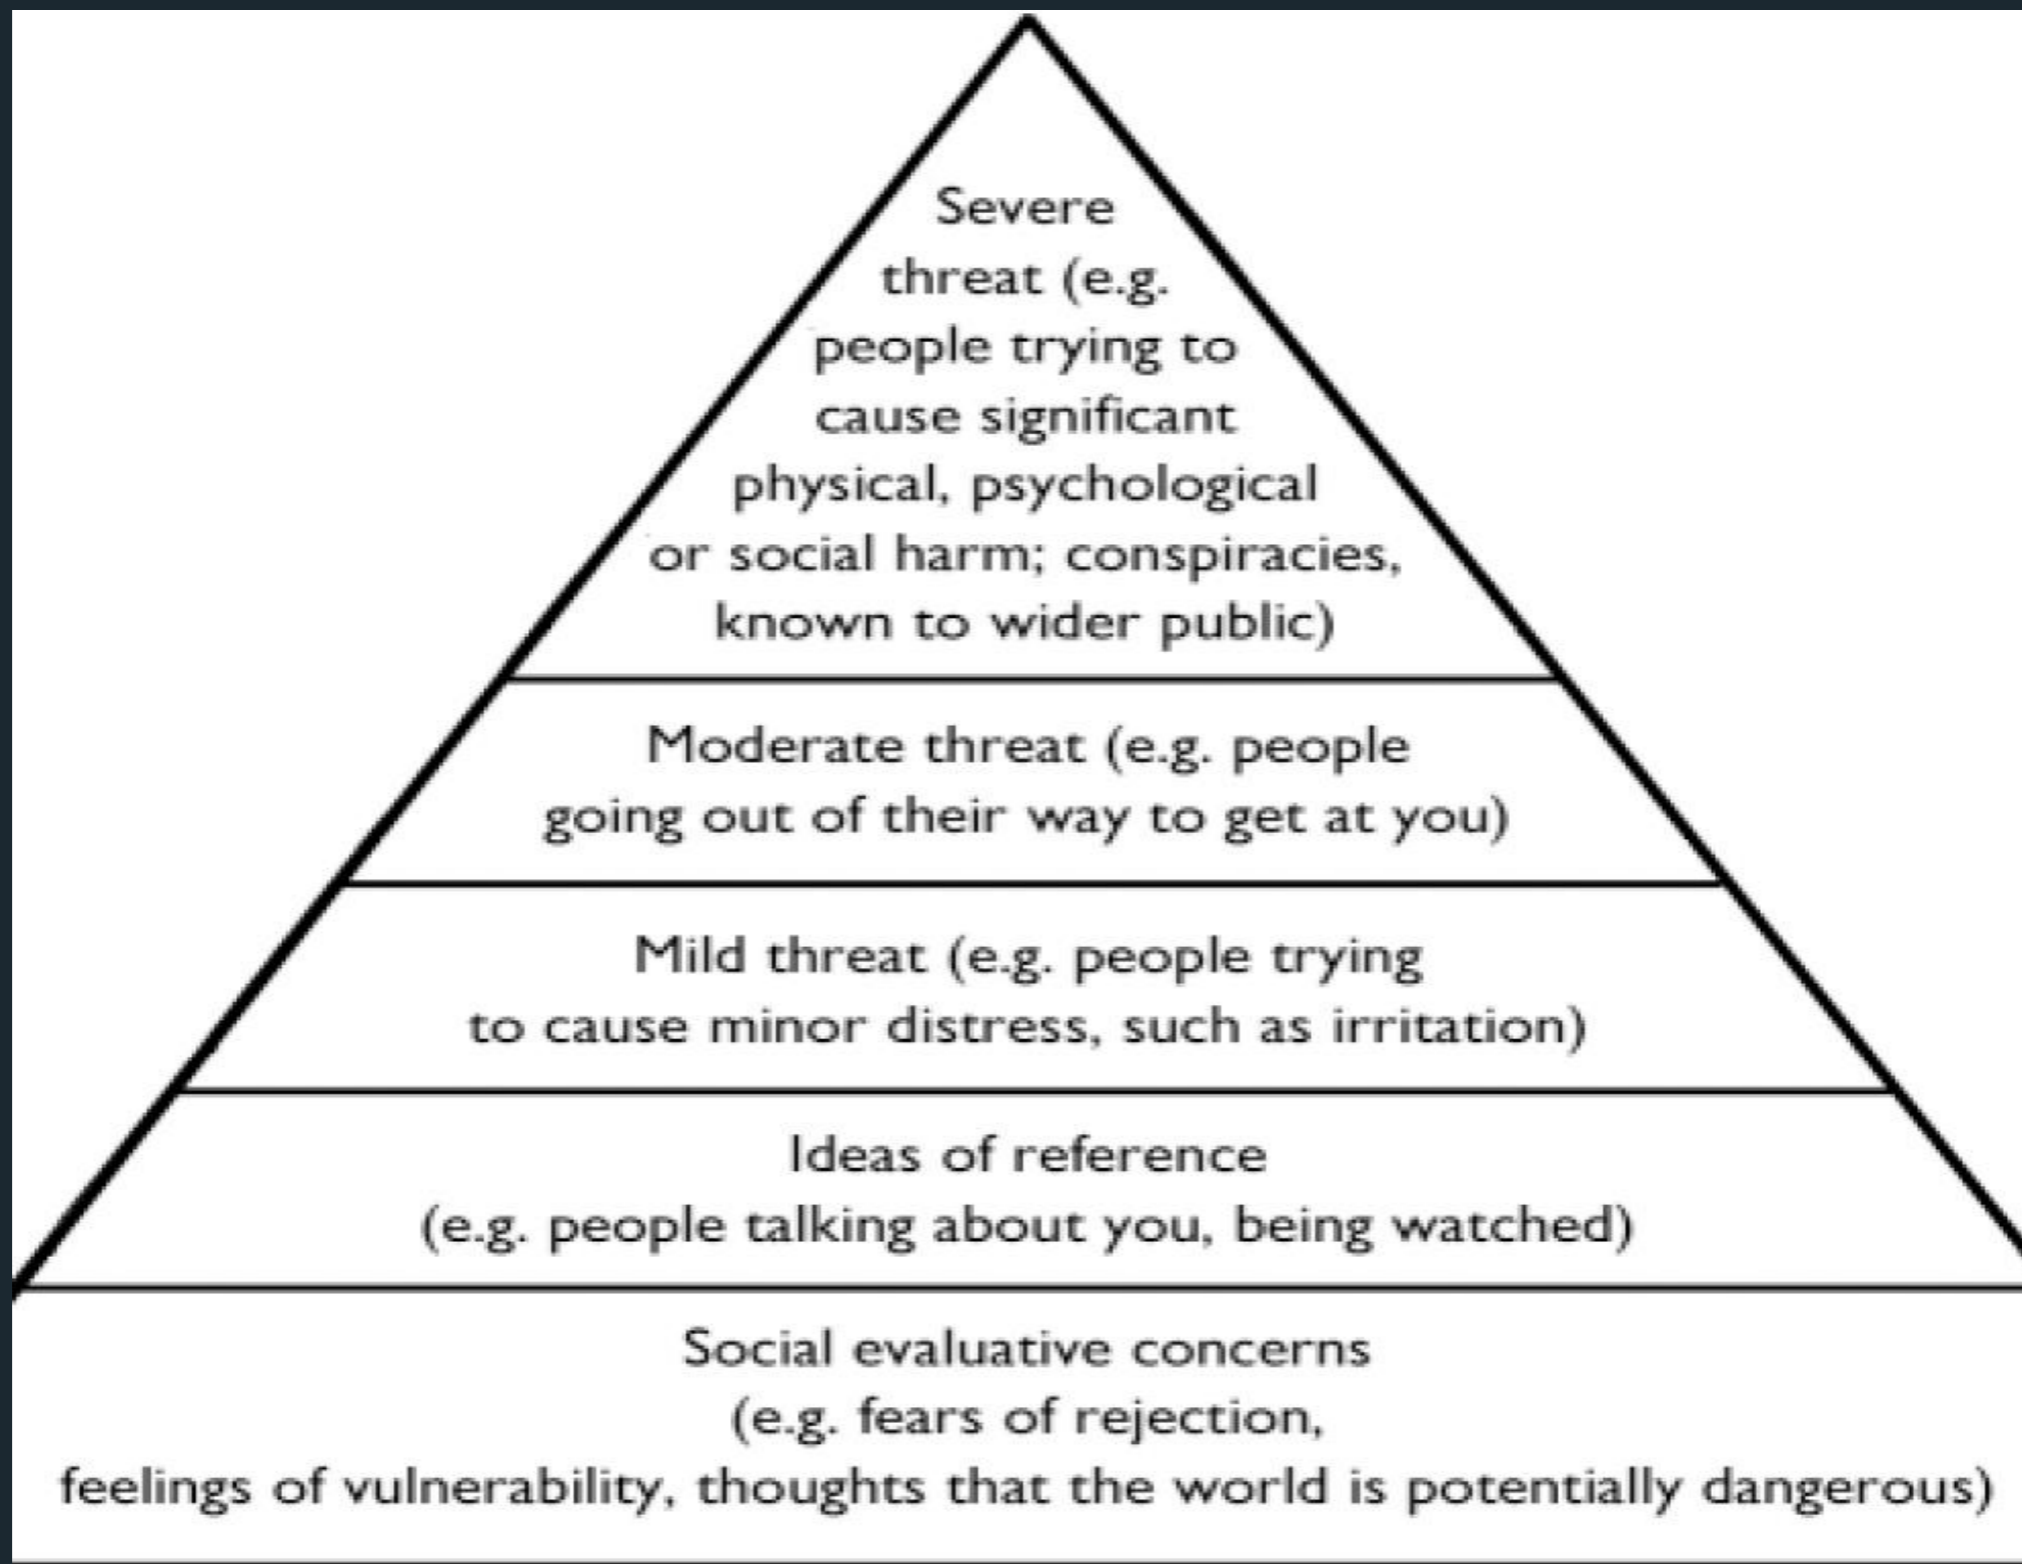 Severe
threat (e.g.
people trying to
cause significant
physical, psychological
or social harm; conspiracies,
known to wider public)
Moderate threat (e.g. people
going out of their way to get at you)
Mild threat (e.g. people trying
to cause minor distress, such as irritation)
Ideas of reference
(e.g. people talking about you, being watched)
Social evaluative concerns
(e.g. fears of rejection,
feelings of vulnerability, thoughts that the world is potentially dangerous)